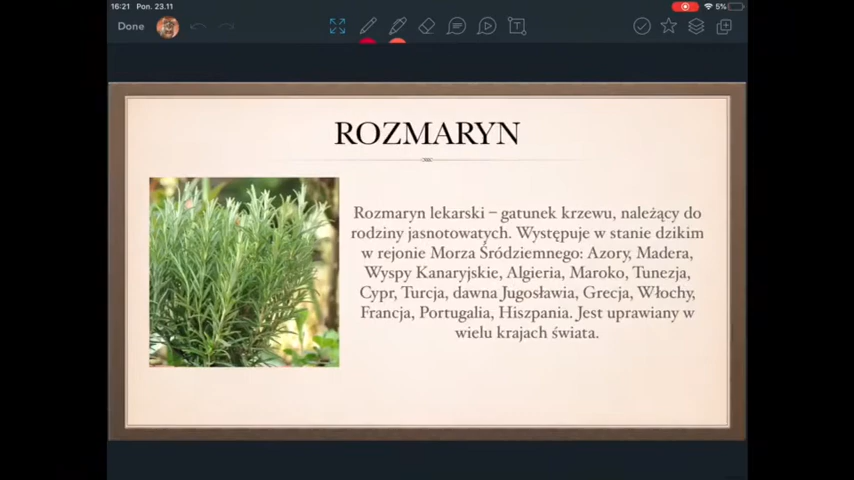 16:21 Pon. 23.11
5%
Done
ROZMARYN
Rozmaryn lekarski – gatunek krzewu, należący do
rodziny jasnotowatych. Występuje w stanie dzikim
w rejonie Morza Śródziemnego: Azory, Madera,
Wyspy Kanaryjskie, Algieria, Maroko, Tunezja,
Cypr, Turcja, dawna Jugosławia, Grecja, Włochy,
Francja, Portugalia, Hiszpania. Jest uprawiany w
wielu krajach świata.